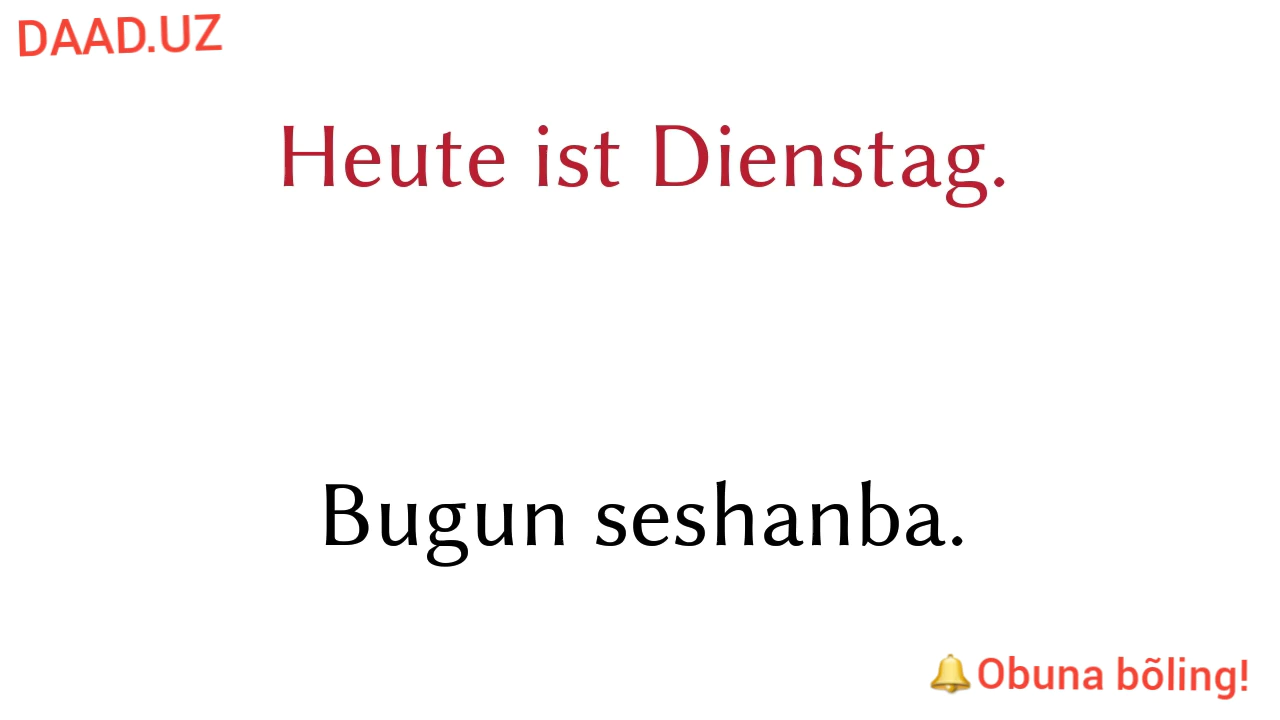 DAAD.UZ
Heute ist Dienstag.
Bugun seshanba.
🔔Obuna bõling!